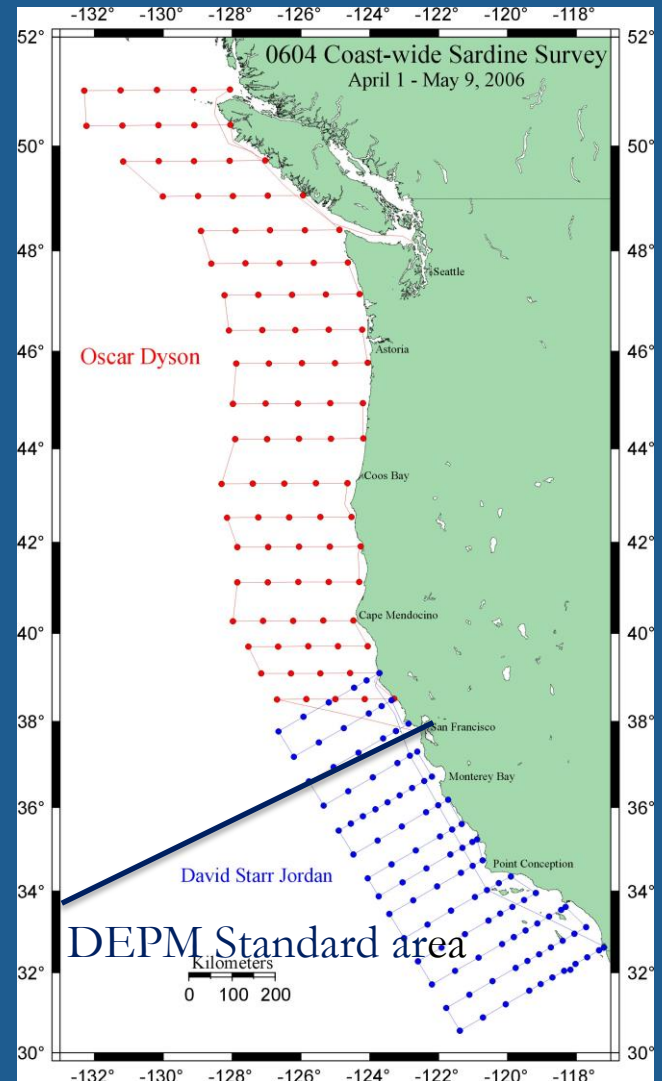 -132° -130° -128° -126° -124° -122° -120° -118°
52° 52°
0604 Coast-wide Sardine Survey
April 1 - May 9, 2006
50° 50°
48° 48°
Seattle
46° 46°
Oscar Dyson
Astoria
44° 44°
Coos Bay
42° 42°
40° 40°
Cape Mendocino
38° 38°
San Francisco
Monterey Bay
36° 36°
Point Conception
David Starr Jordan
34° 34°
DEPM Standard area
32° 32°
Kilometers
0 100 200
30° 30°
-132° -130° -128° -126° -124° -122° -120° -118°